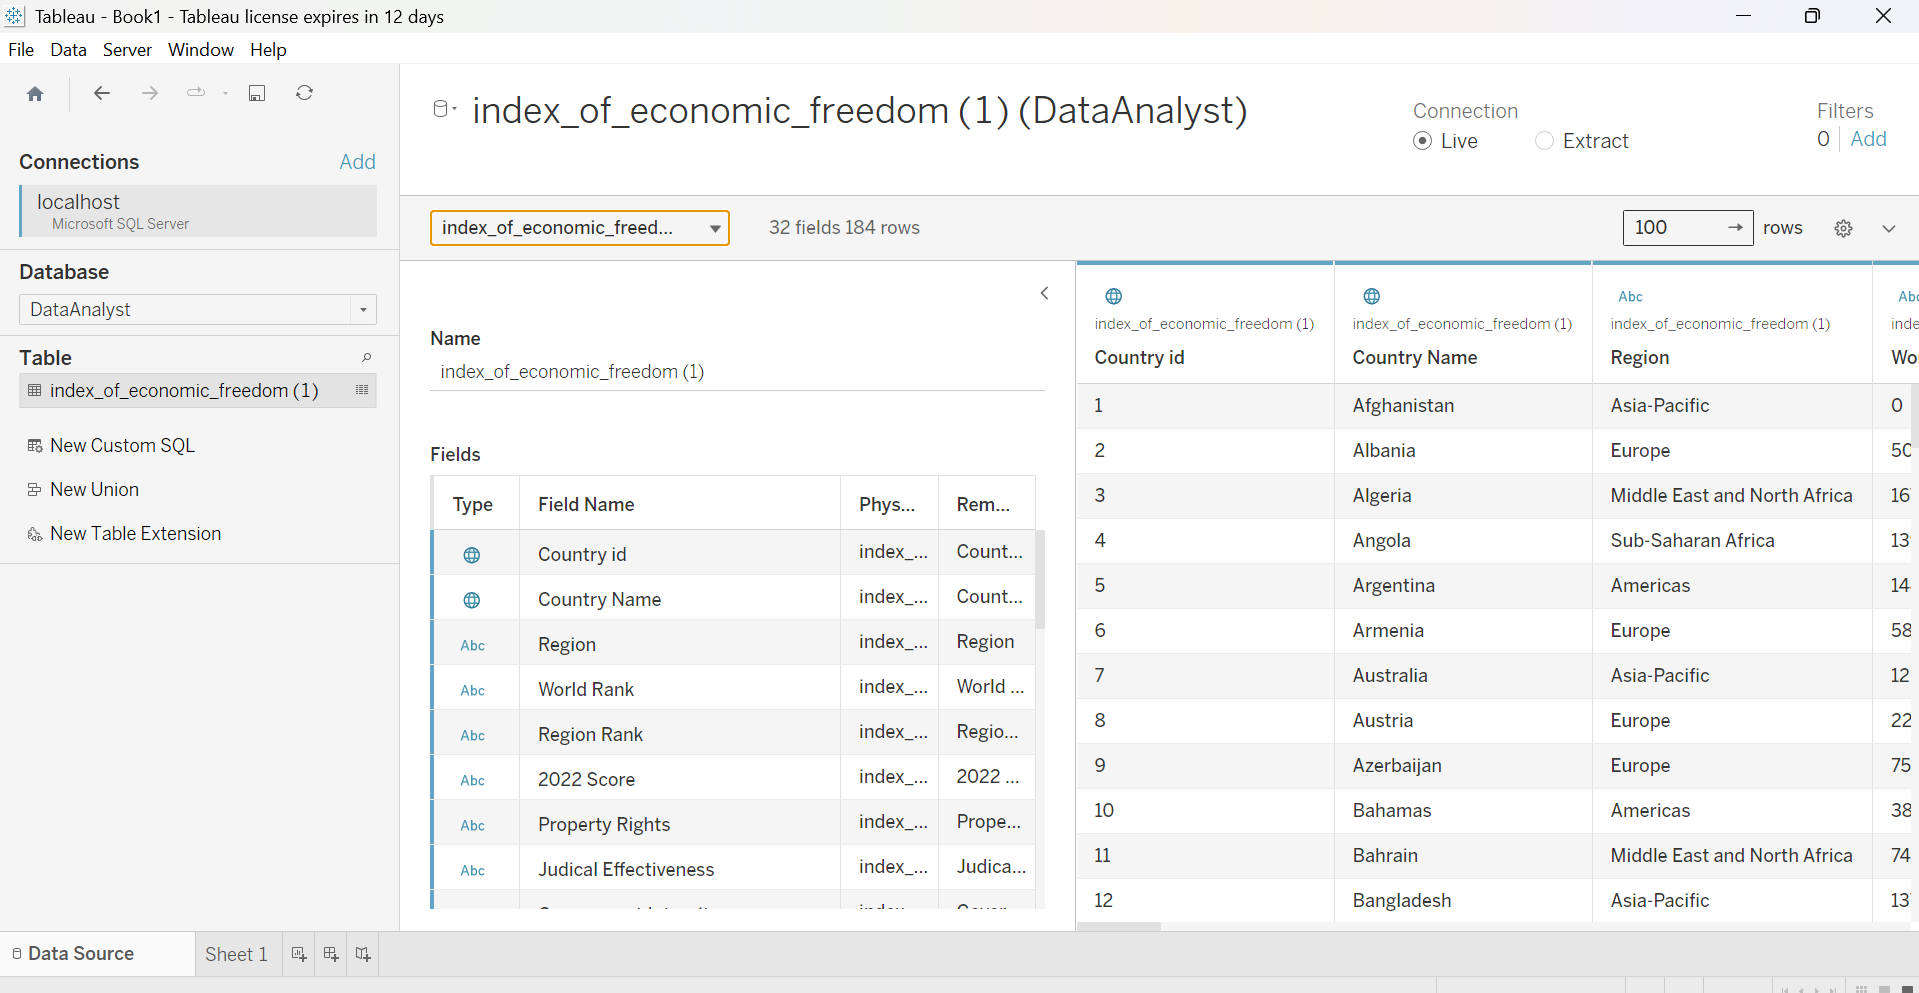 Tableau - Book1 - Tableau license expires in 12 days
File Data Server Window Help
Connections Add
localhost
Microsoft SQL Server
Database
DataAnalyst
Table
index_of_economic_freedom (1)
New Custom SQL
New Union
New Table Extension
index_of_economic_freedom (1) (DataAnalyst)
Connection
Live Extract
Filters
0 Add
index_of_economic_freed... 32 fields 184 rows
100 → rows
Name
index_of_economic_freedom (1)
Fields
Type Field Name Phys... Rem...
Country id index_... Count...
Country Name index_... Count...
Abc Region index_... Region
Abc World Rank index_... World ...
Abc Region Rank index_... Regio...
Abc 2022 Score index_... 2022 ...
Abc Property Rights index_... Prope...
Abc Judical Effectiveness index_... Judica...
Abc Abc
index_of_economic_freedom (1) index_of_economic_freedom (1) index_of_economic_freedom (1) inde
Country id Country Name Region Wo
1 Afghanistan Asia-Pacific 0
2 Albania Europe 50
3 Algeria Middle East and North Africa 16
4 Angola Sub-Saharan Africa 13
5 Argentina Americas 14
6 Armenia Europe 58
7 Australia Asia-Pacific 12
8 Austria Europe 22
9 Azerbaijan Europe 75
10 Bahamas Americas 38
11 Bahrain Middle East and North Africa 74
12 Bangladesh Asia-Pacific 13
Data Source Sheet 1